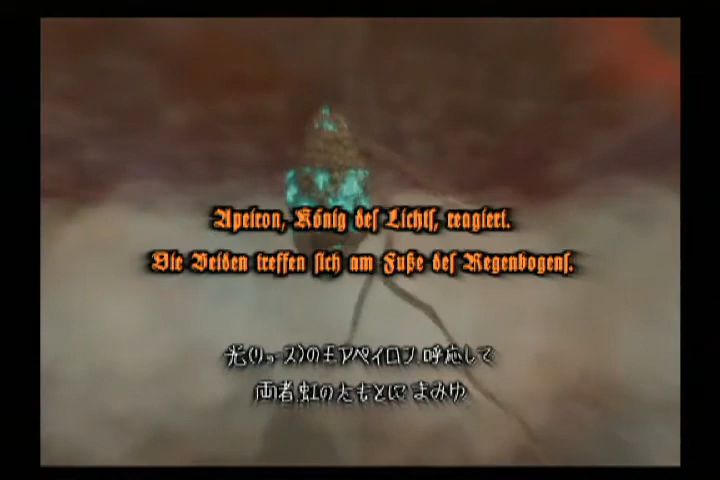 Apeiron, König deſ Lichtſ, reagiert.
Die Beiden treffen ſich am Fuße deſ Regenbogenſ.
光(リュース)の王アペイロン 呼応して
両者 虹のたもとに まみゆ